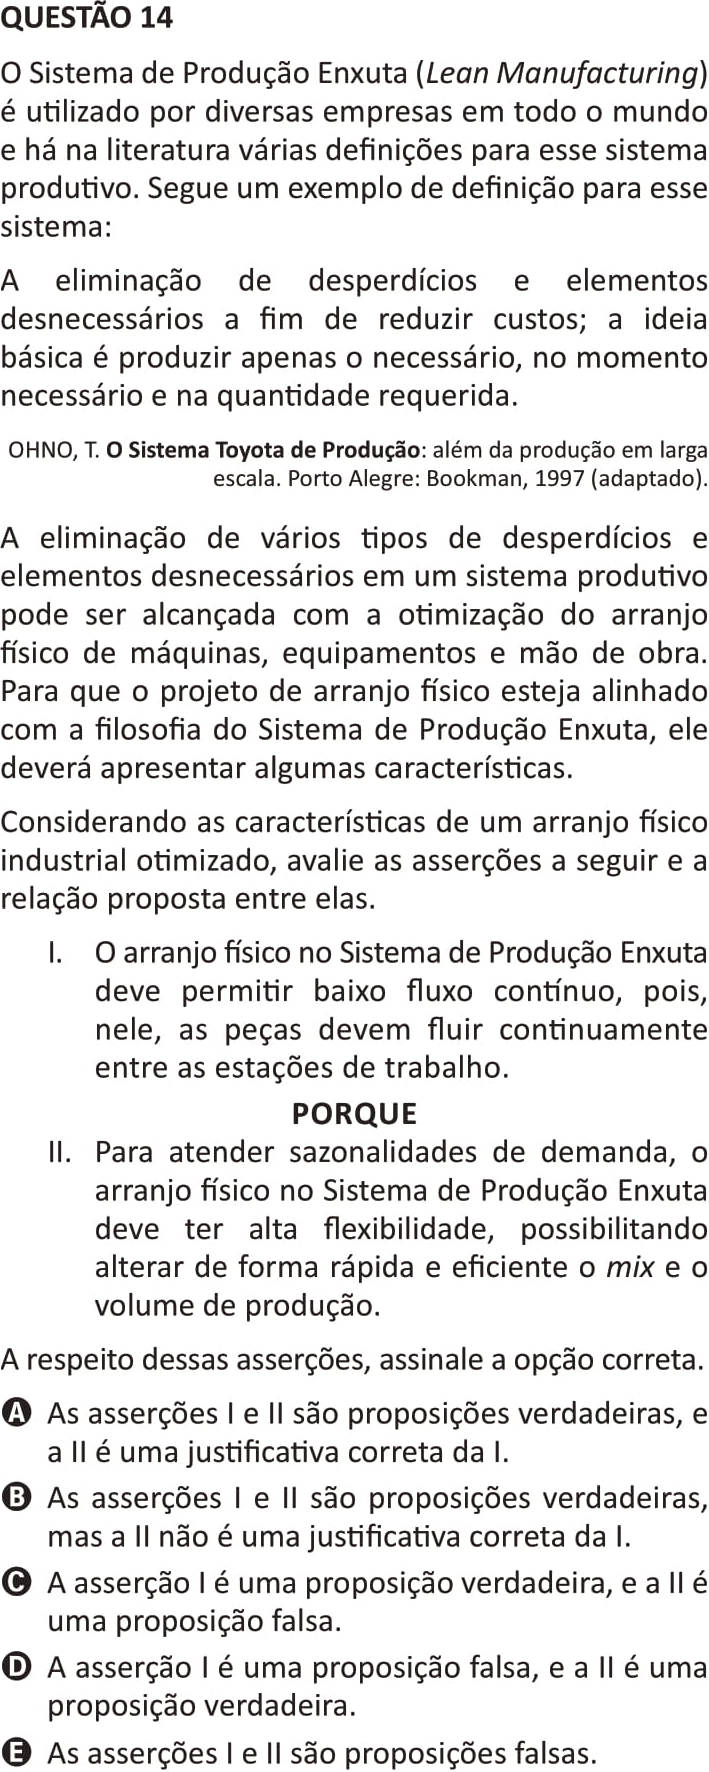 QUESTÃO 14
O Sistema de Produção Enxuta (Lean Manufacturing)
é utilizado por diversas empresas em todo o mundo
e há na literatura várias definições para esse sistema
produtivo. Segue um exemplo de definição para esse
sistema:
A eliminação de desperdícios e elementos
desnecessários a fim de reduzir custos; a ideia
básica é produzir apenas o necessário, no momento
necessário e na quantidade requerida.
OHNO, T. O Sistema Toyota de Produção: além da produção em larga
escala. Porto Alegre: Bookman, 1997 (adaptado).
A eliminação de vários tipos de desperdícios e
elementos desnecessários em um sistema produtivo
pode ser alcançada com a otimização do arranjo
físico de máquinas, equipamentos e mão de obra.
Para que o projeto de arranjo físico esteja alinhado
com a filosofia do Sistema de Produção Enxuta, ele
deverá apresentar algumas características.
Considerando as características de um arranjo físico
industrial otimizado, avalie as asserções a seguir e a
relação proposta entre elas.
I. O arranjo físico no Sistema de Produção Enxuta
deve permitir baixo fluxo contínuo, pois,
nele, as peças devem fluir continuamente
entre as estações de trabalho.
PORQUE
II. Para atender sazonalidades de demanda, o
arranjo físico no Sistema de Produção Enxuta
deve ter alta flexibilidade, possibilitando
alterar de forma rápida e eficiente o mix e o
volume de produção.
A respeito dessas asserções, assinale a opção correta.
A As asserções I e II são proposições verdadeiras, e
a II é uma justificativa correta da I.
B As asserções I e II são proposições verdadeiras,
mas a II não é uma justificativa correta da I.
C A asserção I é uma proposição verdadeira, e a II é
uma proposição falsa.
D A asserção I é uma proposição falsa, e a II é uma
proposição verdadeira.
E As asserções I e II são proposições falsas.